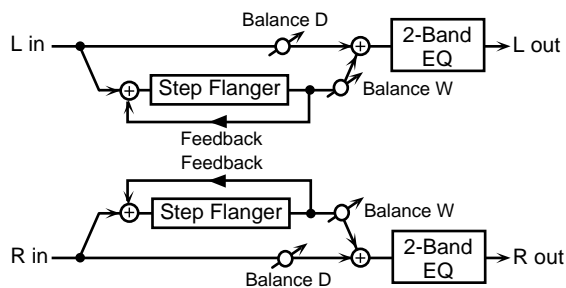 Balance D
L in
2-Band
EQ
L out
Step Flanger
Balance W
Feedback
Feedback
Step Flanger
Balance W
R in
2-Band
EQ
R out
Balance D